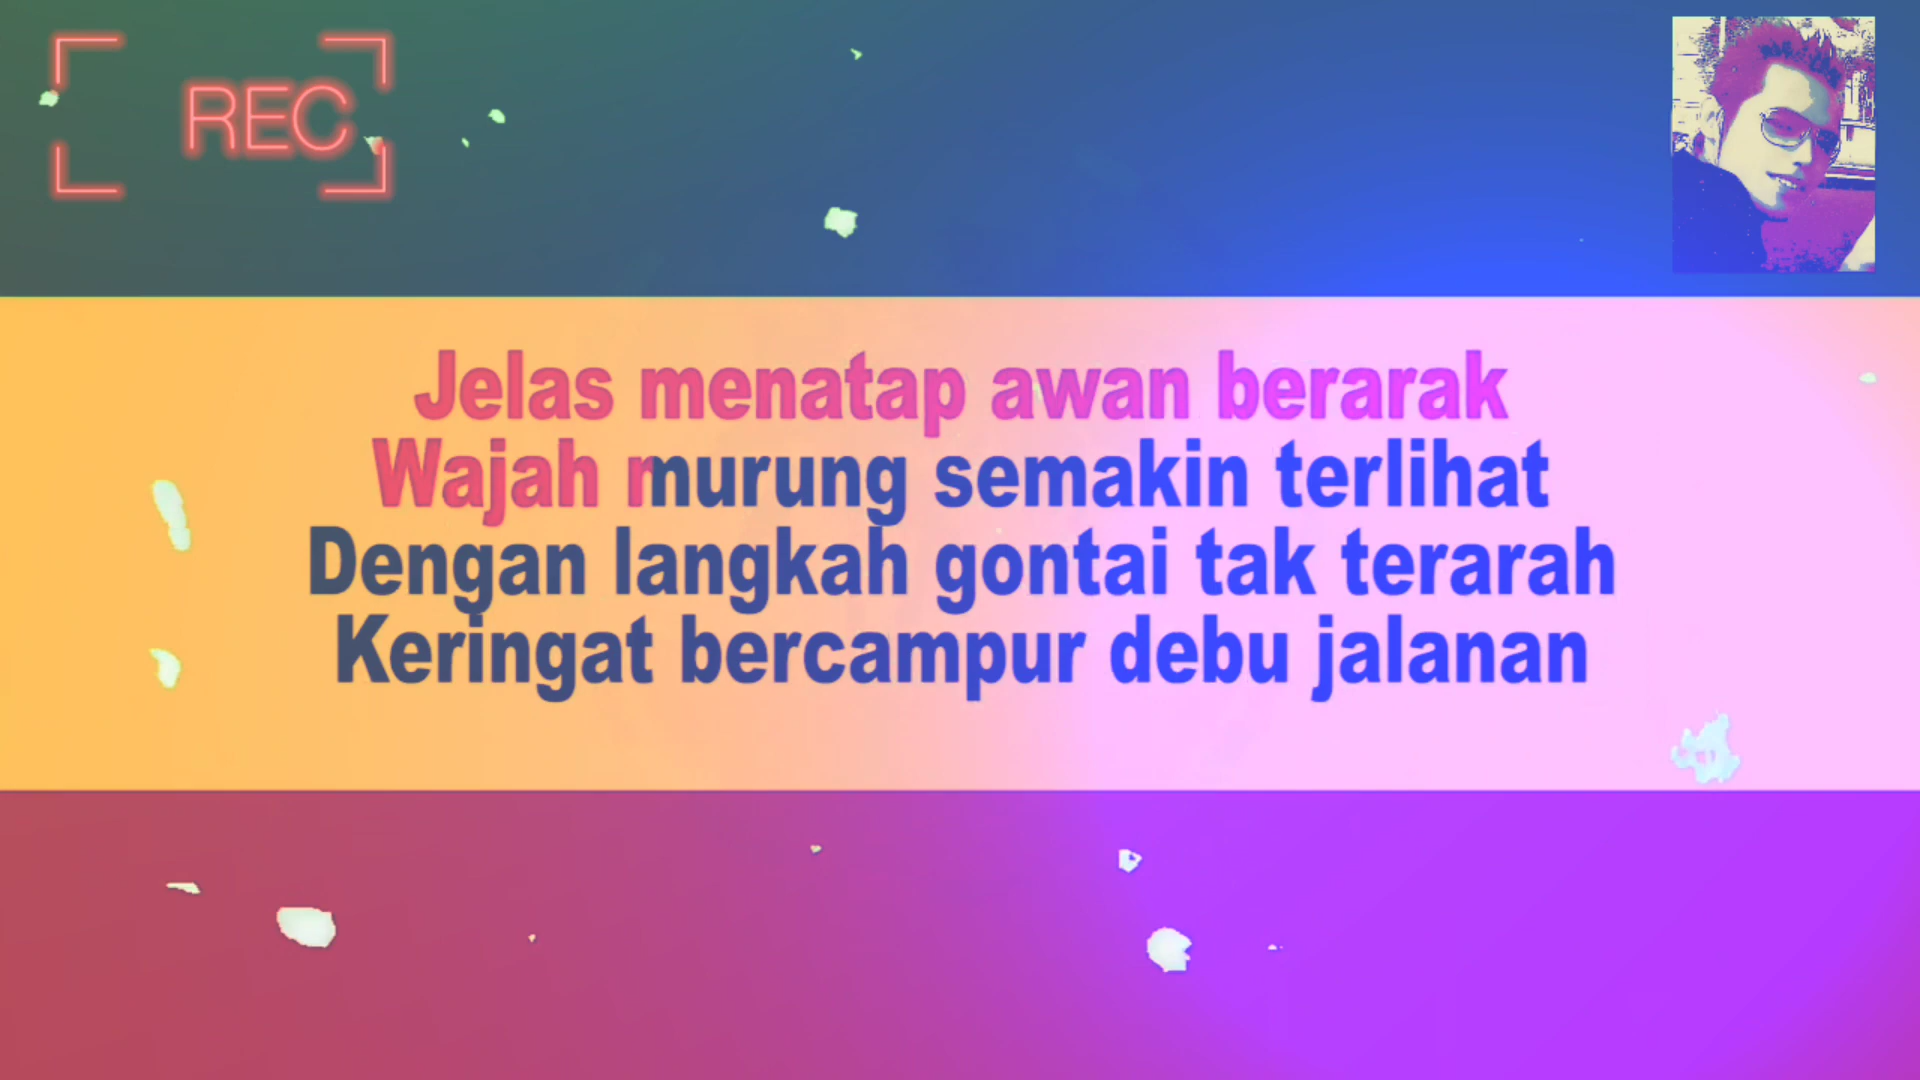 REC
Jelas menatap awan berarak
Wajah murung semakin terlihat
Dengan langkah gontai tak terarah
Keringat bercampur debu jalanan